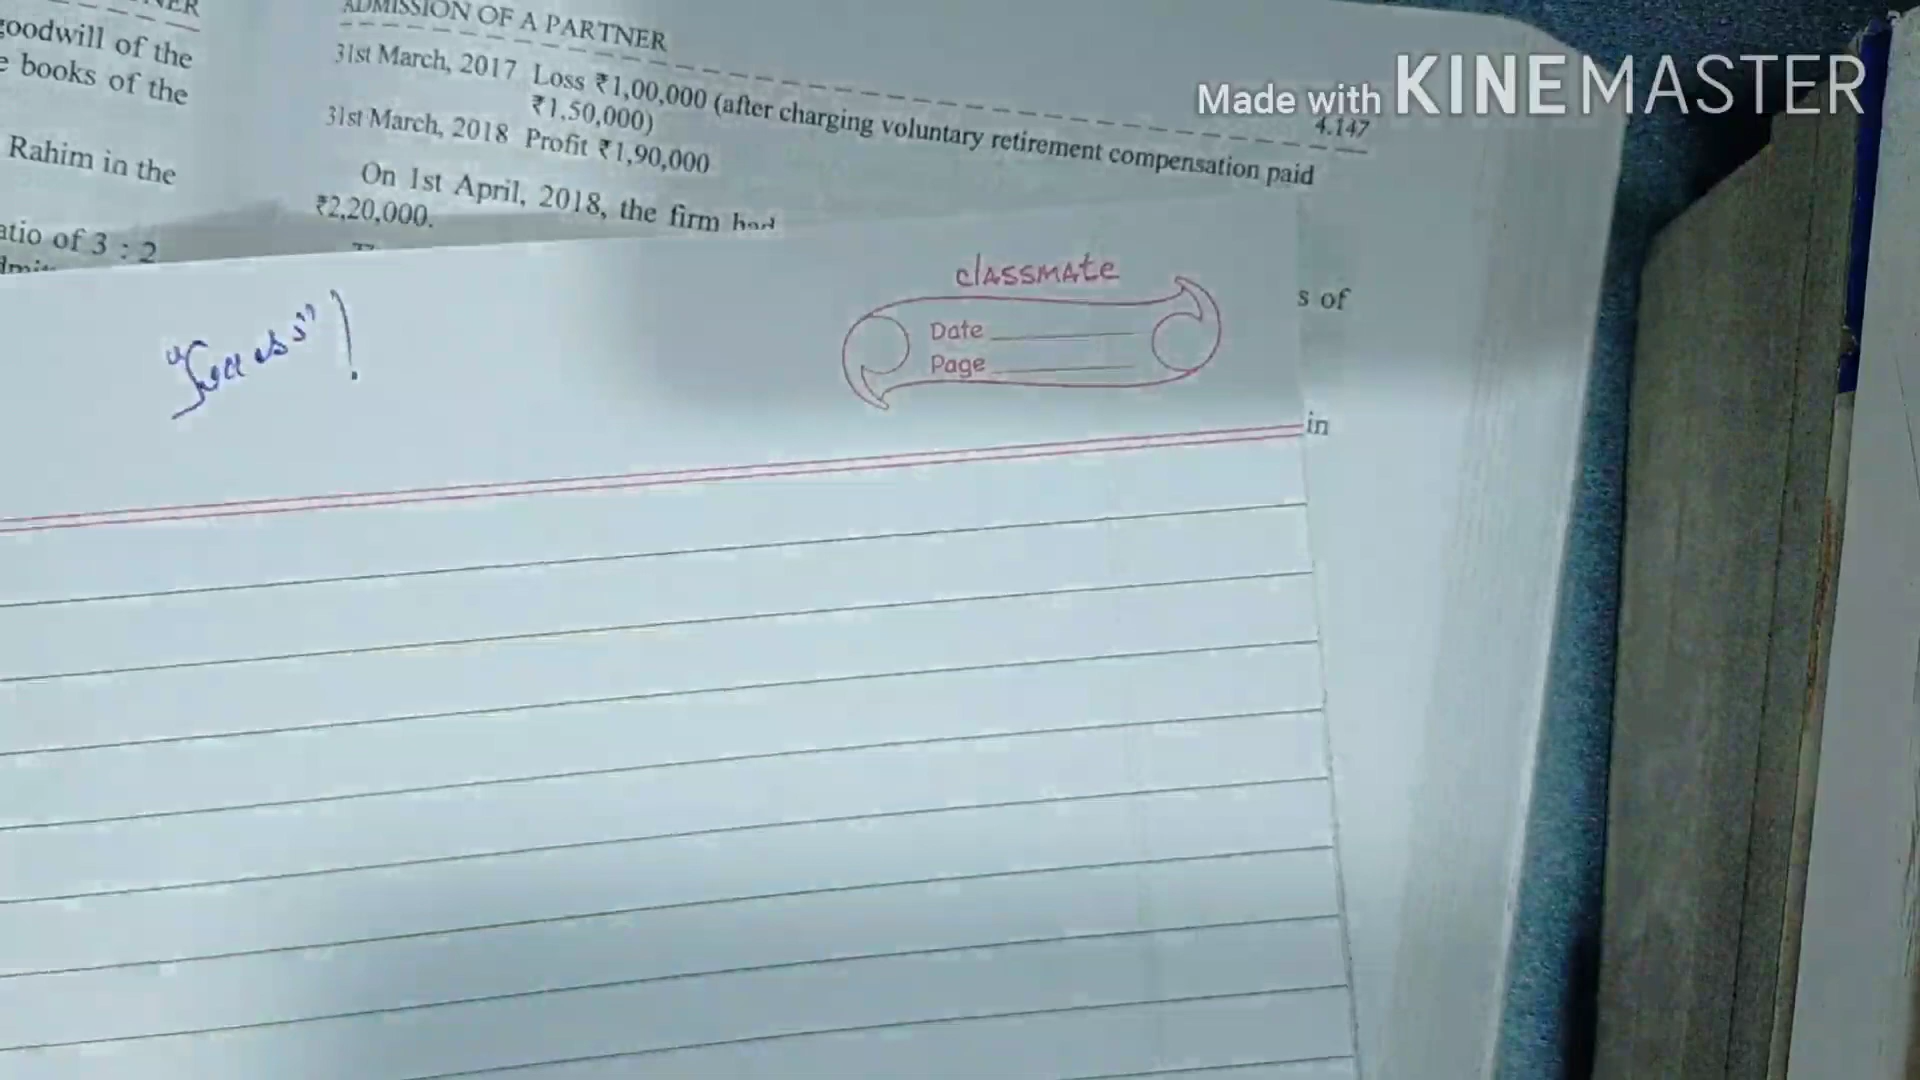 NER
goodwill of the
e books of the
Rahim in the
atio of 3 : 2
ADMISSION OF A PARTNER
4.147
31st March, 2017 Loss ₹1,00,000 (after charging voluntary retirement compensation paid
₹1,50,000)
31st March, 2018 Profit ₹1,90,000
On 1st April, 2018, the firm had
₹2,20,000.
s of
in
"Success"!
classmate
Date
Page
Made with KINEMASTER